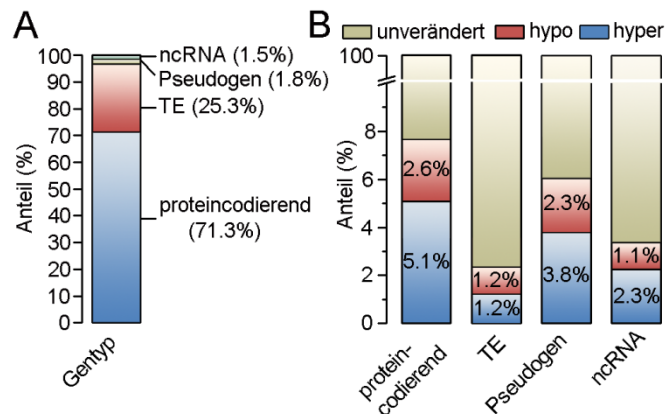 A
Anteil (%)
100
90
80
70
60
50
40
30
20
10
0
ncRNA (1.5%)
Pseudogen (1.8%)
TE (25.3%)
proteincodierend
(71.3%)
Gentyp
B
unverändert hypo hyper
Anteil (%)
100
8
6
4
2
0
2.6%
5.1%
1.2%
1.2%
2.3%
3.8%
1.1%
2.3%
protein-
codierend
TE
Pseudogen
ncRNA